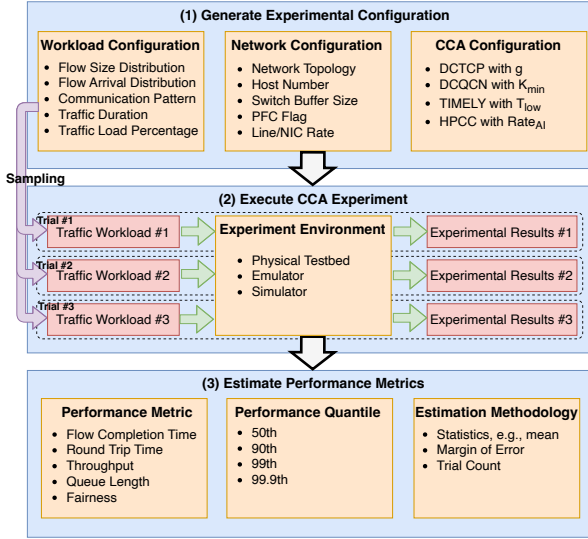 (1) Generate Experimental Configuration
Workload Configuration
• Flow Size Distribution
• Flow Arrival Distribution
• Communication Pattern
• Traffic Duration
• Traffic Load Percentage
Network Configuration
• Network Topology
• Host Number
• Switch Buffer Size
• PFC Flag
• Line/NIC Rate
CCA Configuration
• DCTCP with g
• DCQCN with Kmin
• TIMELY with Tlow
• HPCC with RateAI
Sampling
(2) Execute CCA Experiment
Trial #1
Traffic Workload #1
Trial #2
Traffic Workload #2
Trial #3
Traffic Workload #3
Experiment Environment
• Physical Testbed
• Emulator
• Simulator
Experimental Results #1
Experimental Results #2
Experimental Results #3
(3) Estimate Performance Metrics
Performance Metric
• Flow Completion Time
• Round Trip Time
• Throughput
• Queue Length
• Fairness
Performance Quantile
• 50th
• 90th
• 99th
• 99.9th
Estimation Methodology
• Statistics, e.g., mean
• Margin of Error
• Trial Count